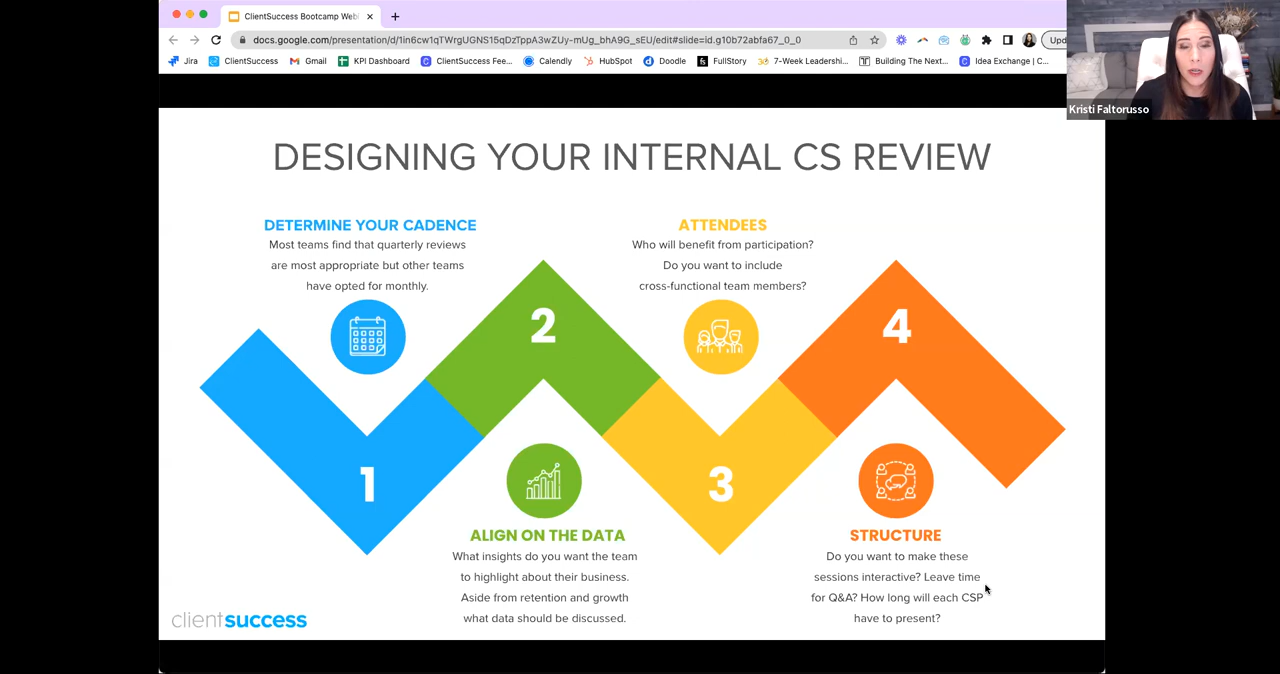 ClientSuccess Bootcamp Webi
docs.google.com/presentation/d/1In6cw1qTWrgUGNS15qDzTppA3wZUy-mUg_bhA9G_sEU/edit#slide=id.g10b72abfa67_0_0
Upd
Jira
ClientSuccess
Gmail
KPI Dashboard
ClientSuccess Fee...
Calendly
HubSpot
Doodle
FullStory
7-Week Leadershi...
Building The Next...
Idea Exchange | C...
Kristi Faltorusso
DESIGNING YOUR INTERNAL CS REVIEW
DETERMINE YOUR CADENCE
Most teams find that quarterly reviews
are most appropriate but other teams
have opted for monthly.
1
2
ALIGN ON THE DATA
What insights do you want the team
to highlight about their business.
Aside from retention and growth
what data should be discussed.
ATTENDEES
Who will benefit from participation?
Do you want to include
cross-functional team members?
3
4
STRUCTURE
Do you want to make these
sessions interactive? Leave time
for Q&A? How long will each CSP
have to present?
clientsuccess